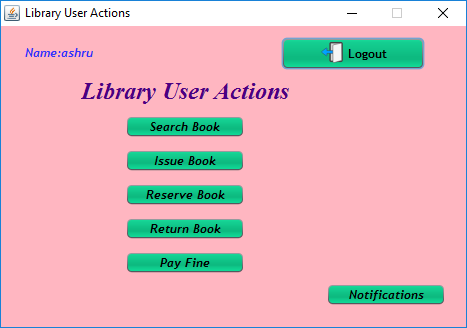 Library User Actions
Name:ashru
Logout
Library User Actions
Search Book
Issue Book
Reserve Book
Return Book
Pay Fine
Notifications